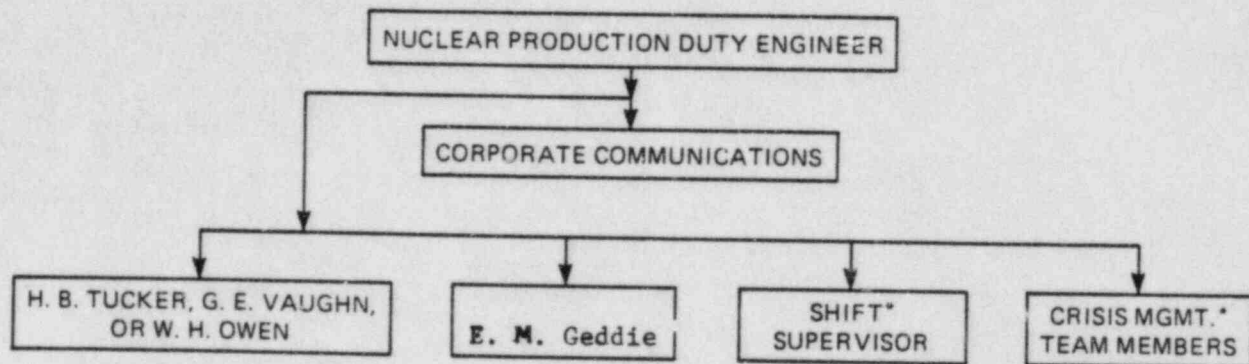 NUCLEAR PRODUCTION DUTY ENGINEER
CORPORATE COMMUNICATIONS
H. B. TUCKER, G. E. VAUGHN,
OR W. H. OWEN
E. M. Geddie
SHIFT*
SUPERVISOR
CRISIS MGMT.*
TEAM MEMBERS